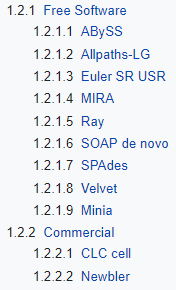 1.2.1 Free Software
1.2.1.1 ABySS
1.2.1.2 Allpaths-LG
1.2.1.3 Euler SR USR
1.2.1.4 MIRA
1.2.1.5 Ray
1.2.1.6 SOAP de novo
1.2.1.7 SPAdes
1.2.1.8 Velvet
1.2.1.9 Minia
1.2.2 Commercial
1.2.2.1 CLC cell
1.2.2.2 Newbler